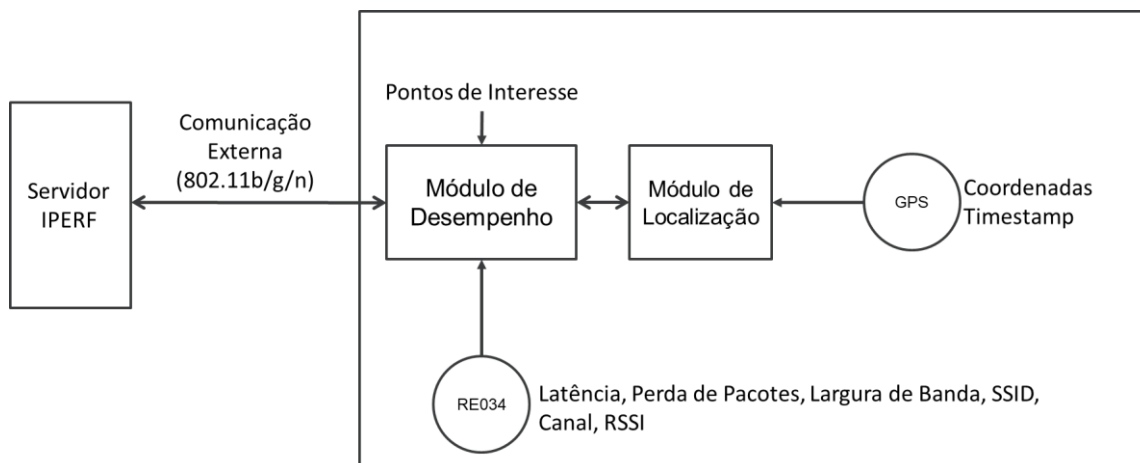 Pontos de Interesse
Comunicação
Externa
(802.11b/g/n)
Servidor
IPERF
Módulo de
Desempenho
Módulo de
Localização
GPS
Coordenadas
Timestamp
RE034
Latência, Perda de Pacotes, Largura de Banda, SSID,
Canal, RSSI